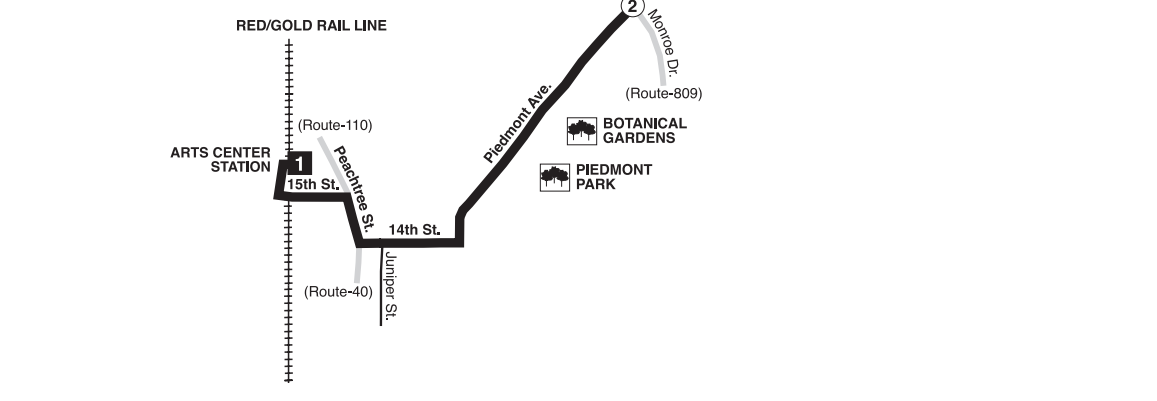 2
RED/GOLD RAIL LINE
Monroe Dr.
(Route-809)
Piedmont Ave.
(Route-110)
BOTANICAL
GARDENS
ARTS CENTER
STATION
1
Peachtree St.
PIEDMONT
PARK
15th St.
14th St.
Juniper St.
(Route-40)